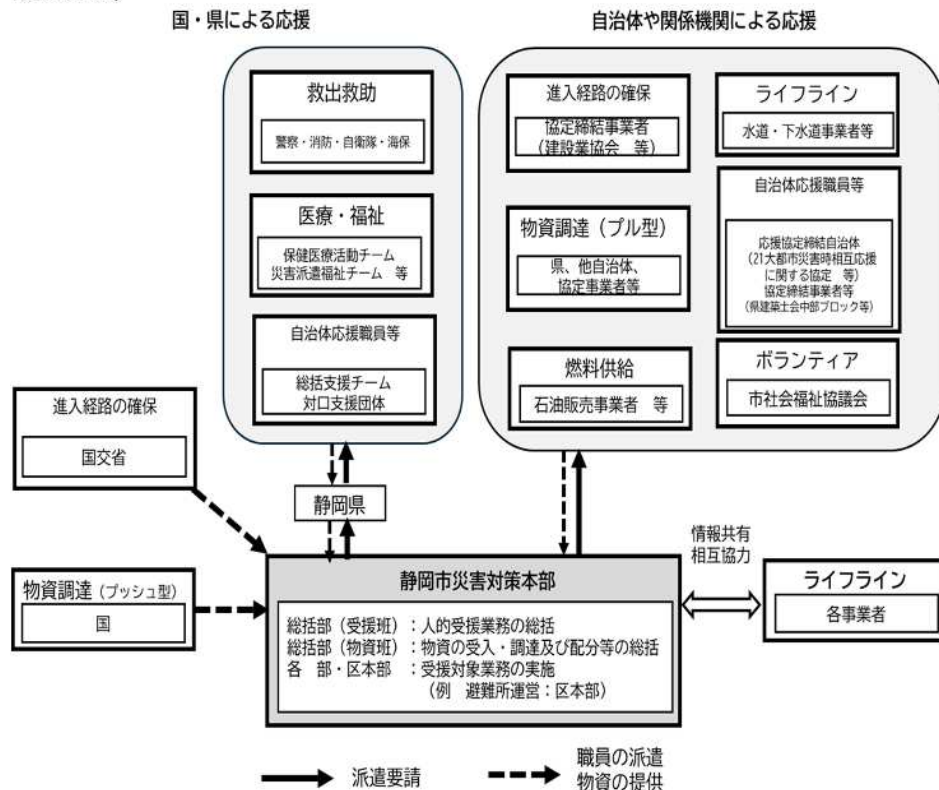 国・県による応援
自治体や関係機関による応援
救出救助
警察・消防・自衛隊・海保
医療・福祉
保健医療活動チーム
災害派遣福祉チーム 等
自治体応援職員等
総括支援チーム
対口支援団体
進入経路の確保
協定締結事業者
(建設業協会 等)
物資調達（プル型）
県、他自治体、
協定事業者等
燃料供給
石油販売事業者 等
ライフライン
水道・下水道事業者等
自治体応援職員等
応援協定締結自治体
(21大都市災害時相互応援
に関する協定 等)
協定締結事業者等
(県建築士会中部ブロック等)
ボランティア
市社会福祉協議会
進入経路の確保
国交省
静岡県
物資調達（プッシュ型）
国
静岡市災害対策本部
総括部（受援班）：人的受援業務の総括
総括部（物資班）：物資の受入・調達及び配分等の総括
各 部・区本部 ：受援対象業務の実施
（例 避難所運営：区本部）
情報共有
相互協力
ライフライン
各事業者
派遣要請
職員の派遣
物資の提供